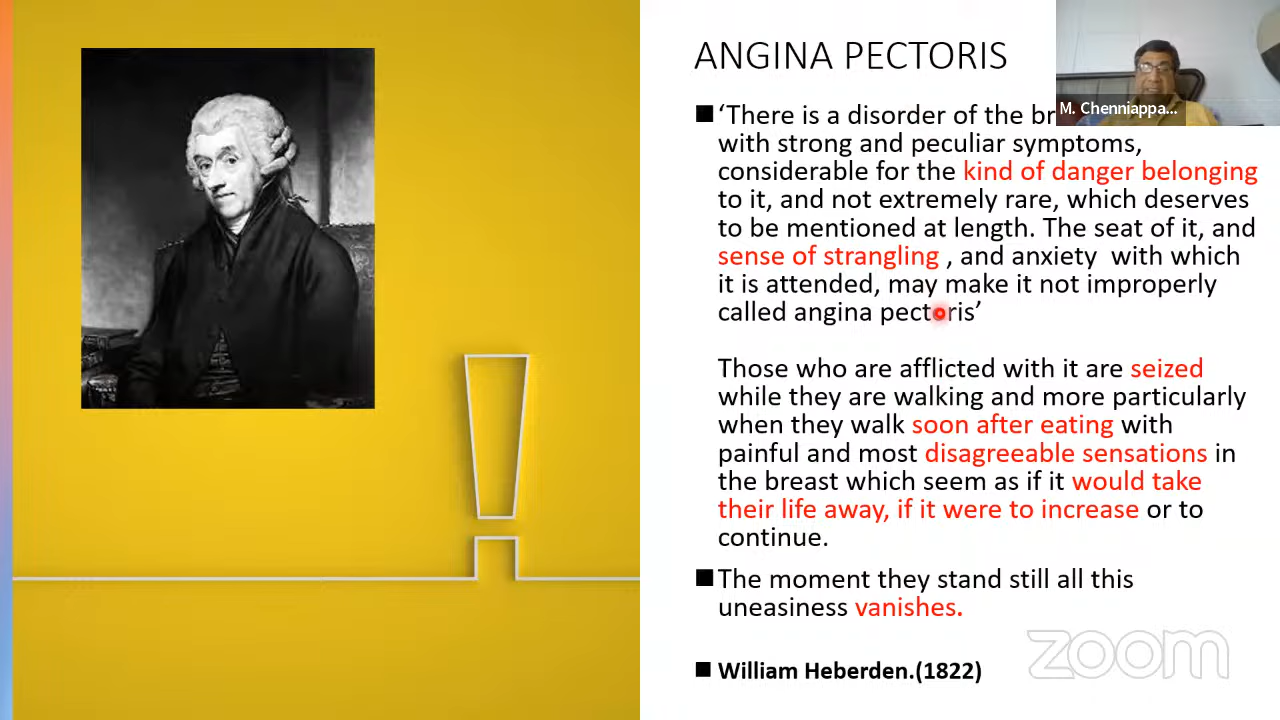 ANGINA PECTORIS
M. Chenniappa...
‘There is a disorder of the
with strong and peculiar symptoms,
considerable for the kind of danger belonging
to it, and not extremely rare, which deserves
to be mentioned at length. The seat of it, and
sense of strangling , and anxiety with which
it is attended, may make it not improperly
called angina pectoris’
Those who are afflicted with it are seized
while they are walking and more particularly
when they walk soon after eating with
painful and most disagreeable sensations in
the breast which seem as if it would take
their life away, if it were to increase or to
continue.
The moment they stand still all this
uneasiness vanishes.
William Heberden.(1822)
zoom